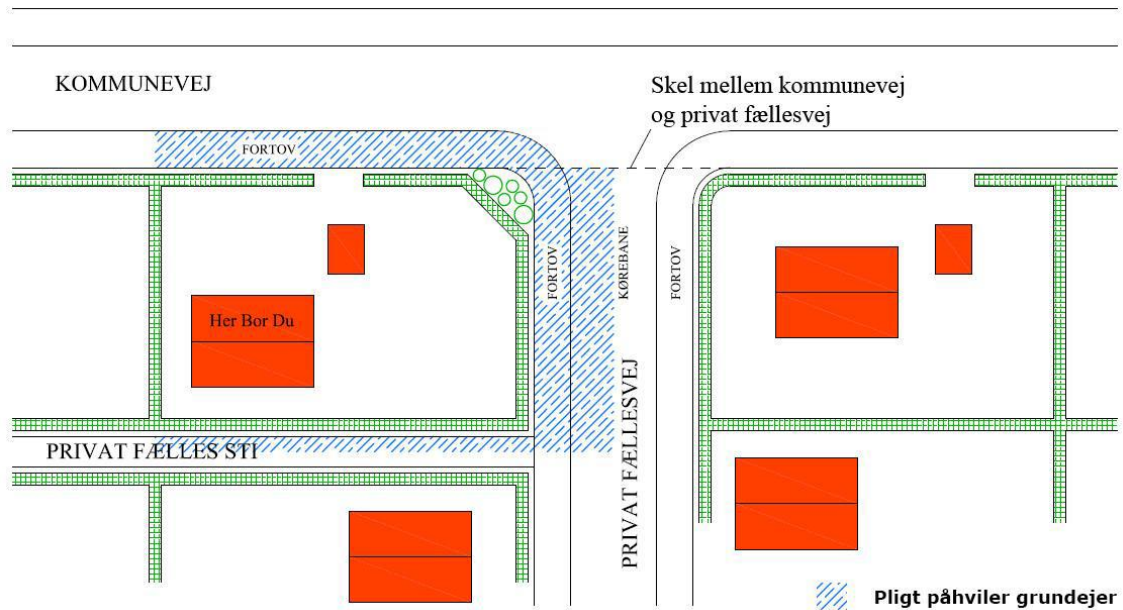 KOMMUNEVEJ
Skel mellem kommunevej
og privat fællesvej
FORTOV
FORTOV
KØREBANE
FORTOV
Her Bor Du
PRIVAT FÆLLESVEJ
PRIVAT FÆLLES STI
Pligt påhviler grundejer